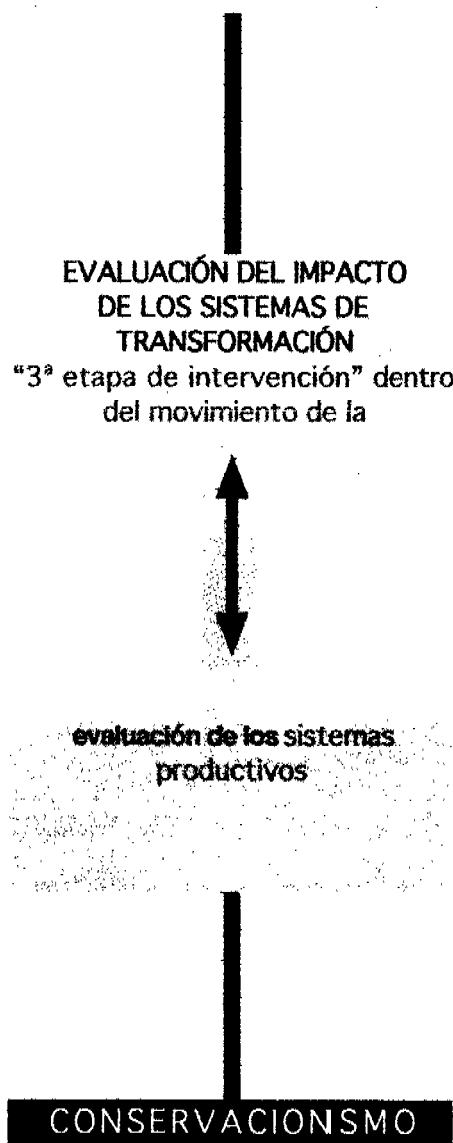 EVALUACIÓN DEL IMPACTO
DE LOS SISTEMAS DE
TRANSFORMACIÓN
“3ª etapa de intervención” dentro
del movimiento de la
evaluación de los sistemas
productivos
CONSERVACIONISMO